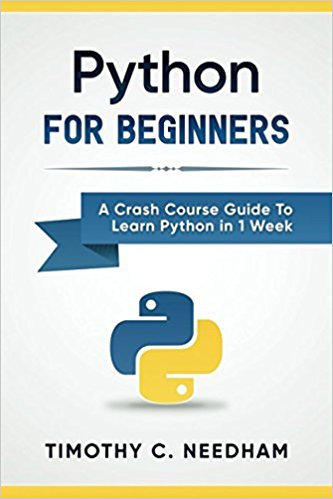 Python
FOR BEGINNERS
A Crash Course Guide To
Learn Python in 1 Week
TIMOTHY C. NEEDHAM